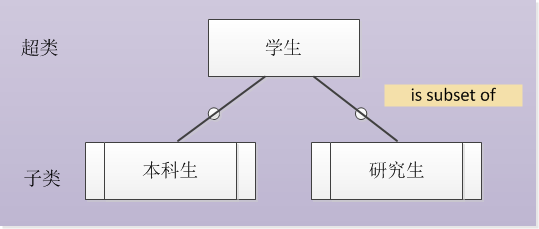 超类
学生
is subset of
子类
本科生
研究生